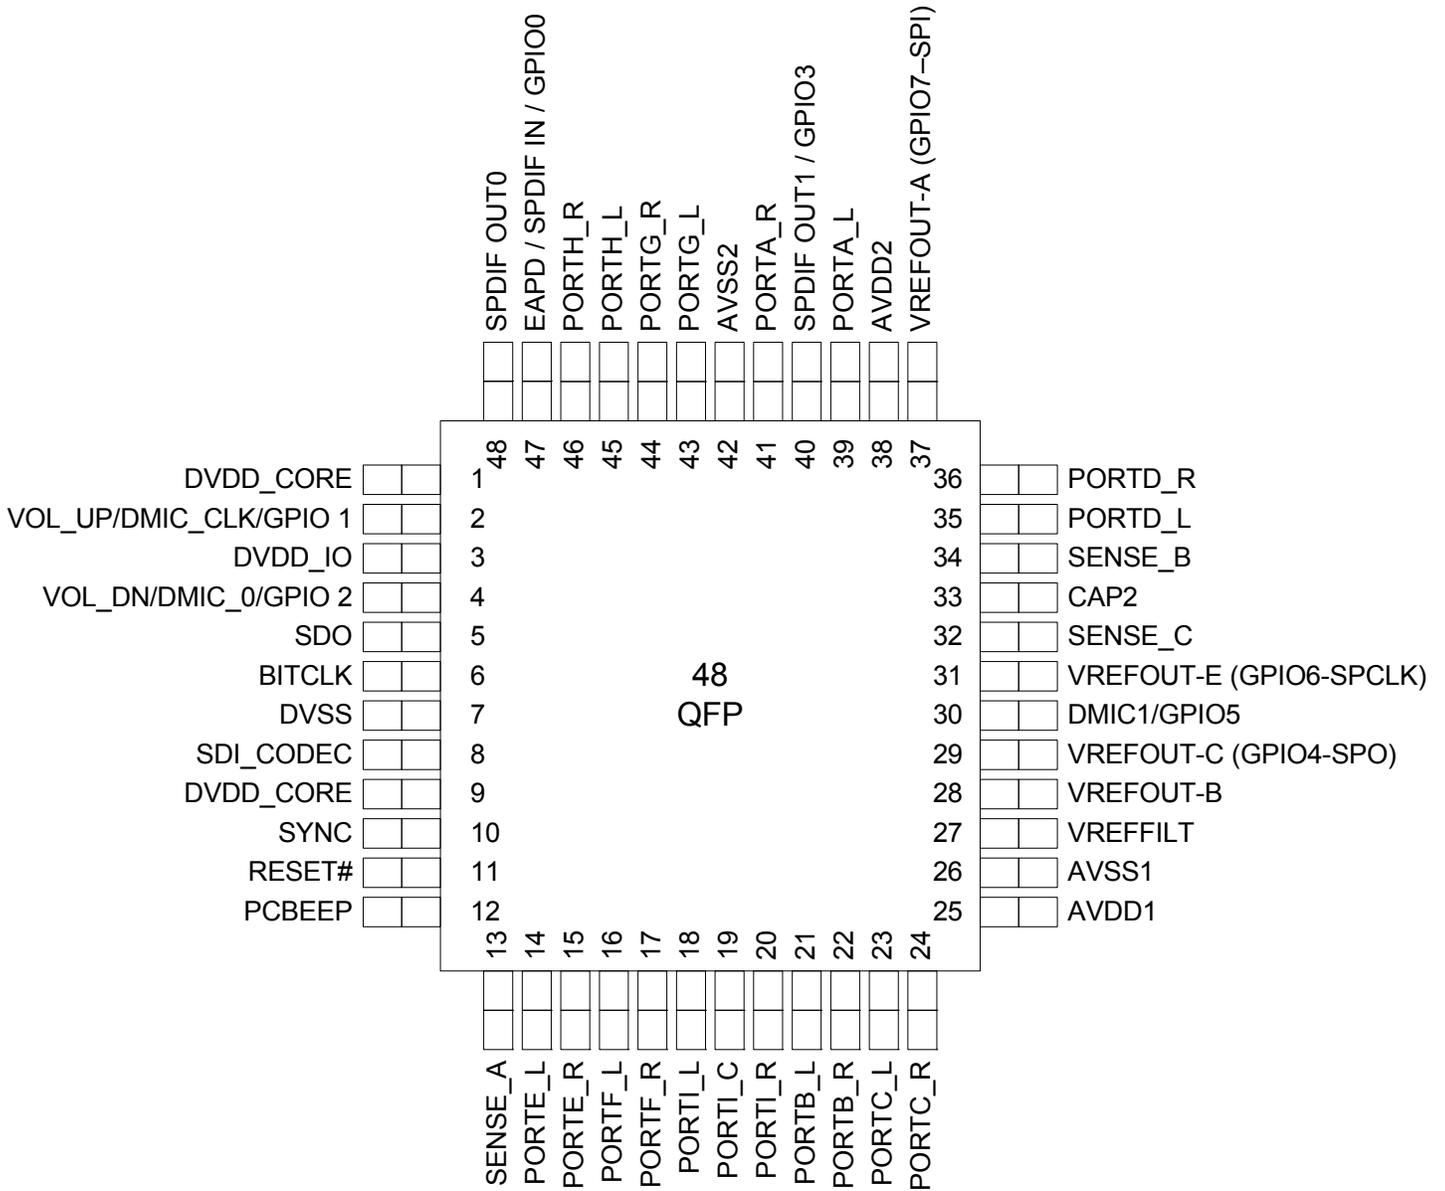 SPDIF OUT0
EAPD / SPDIF IN / GPIO0
PORTH_R
PORTH_L
PORTG_R
PORTG_L
AVSS2
PORTA_R
SPDIF OUT1 / GPIO3
PORTA_L
AVDD2
VREFOUT-A (GPIO7–SPI)
48
47
46
45
44
43
42
41
40
39
38
37
DVDD_CORE 1
VOL_UP/DMIC_CLK/GPIO 1 2
DVDD_IO 3
VOL_DN/DMIC_0/GPIO 2 4
SDO 5
BITCLK 6
DVSS 7
SDI_CODEC 8
DVDD_CORE 9
SYNC 10
RESET# 11
PCBEEP 12
48
QFP
36 PORTD_R
35 PORTD_L
34 SENSE_B
33 CAP2
32 SENSE_C
31 VREFOUT-E (GPIO6-SPCLK)
30 DMIC1/GPIO5
29 VREFOUT-C (GPIO4-SPO)
28 VREFOUT-B
27 VREFFILT
26 AVSS1
25 AVDD1
13
14
15
16
17
18
19
20
21
22
23
24
SENSE_A
PORTE_L
PORTE_R
PORTF_L
PORTF_R
PORTI_L
PORTI_C
PORTI_R
PORTB_L
PORTB_R
PORTC_L
PORTC_R